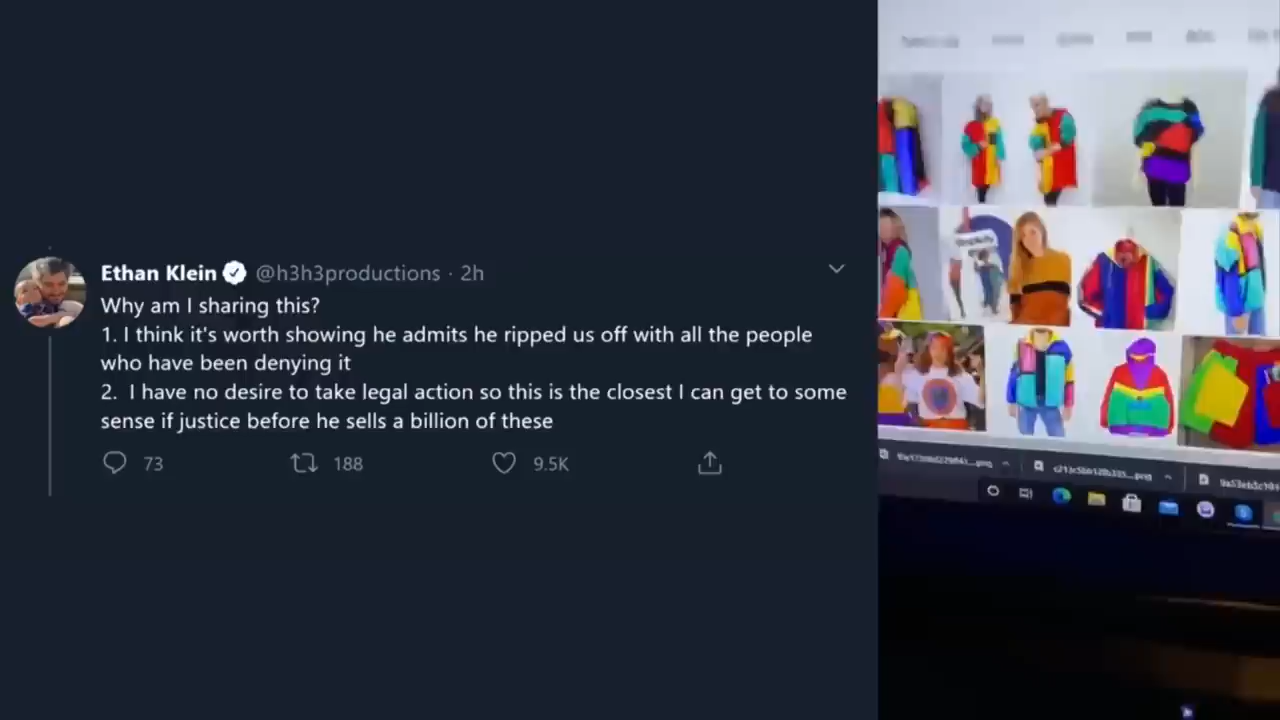 Ethan Klein @h3h3productions · 2h
Why am I sharing this?
1. I think it's worth showing he admits he ripped us off with all the people
who have been denying it
2.  I have no desire to take legal action so this is the closest I can get to some
sense if justice before he sells a billion of these
73 188 9.5K